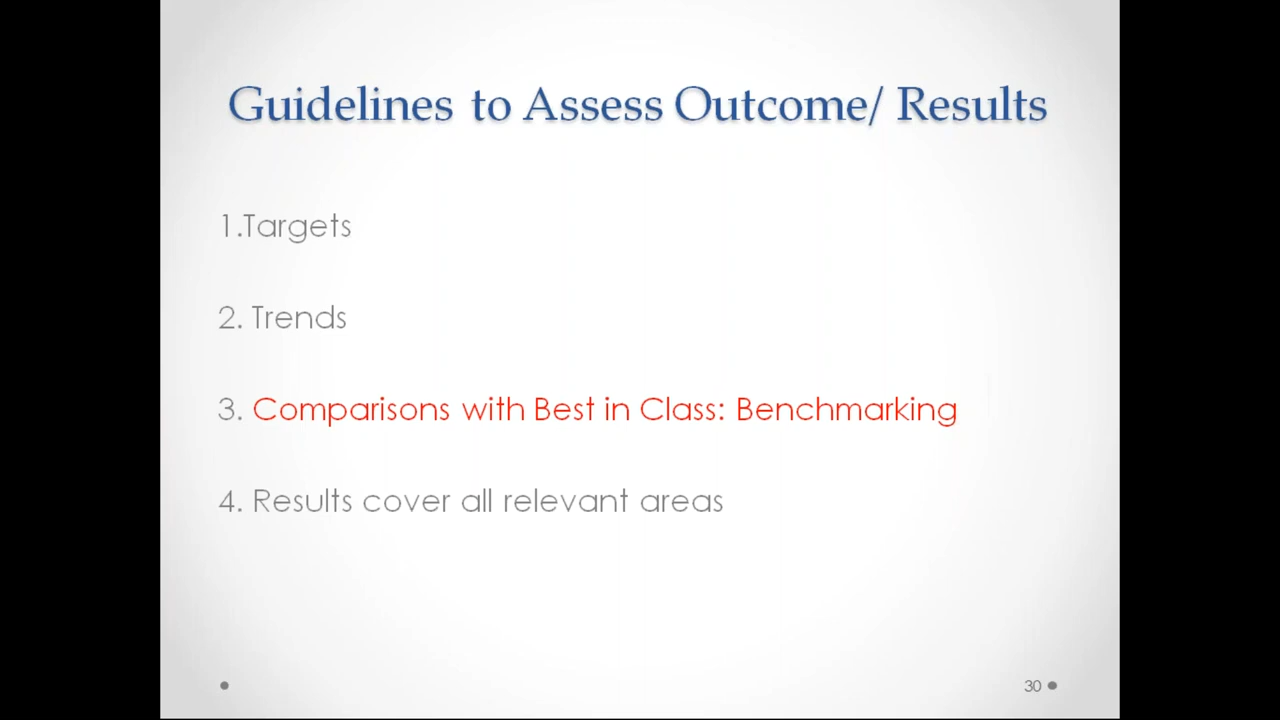 Guidelines to Assess Outcome/ Results
1.Targets
2. Trends
3. Comparisons with Best in Class: Benchmarking
4. Results cover all relevant areas
30